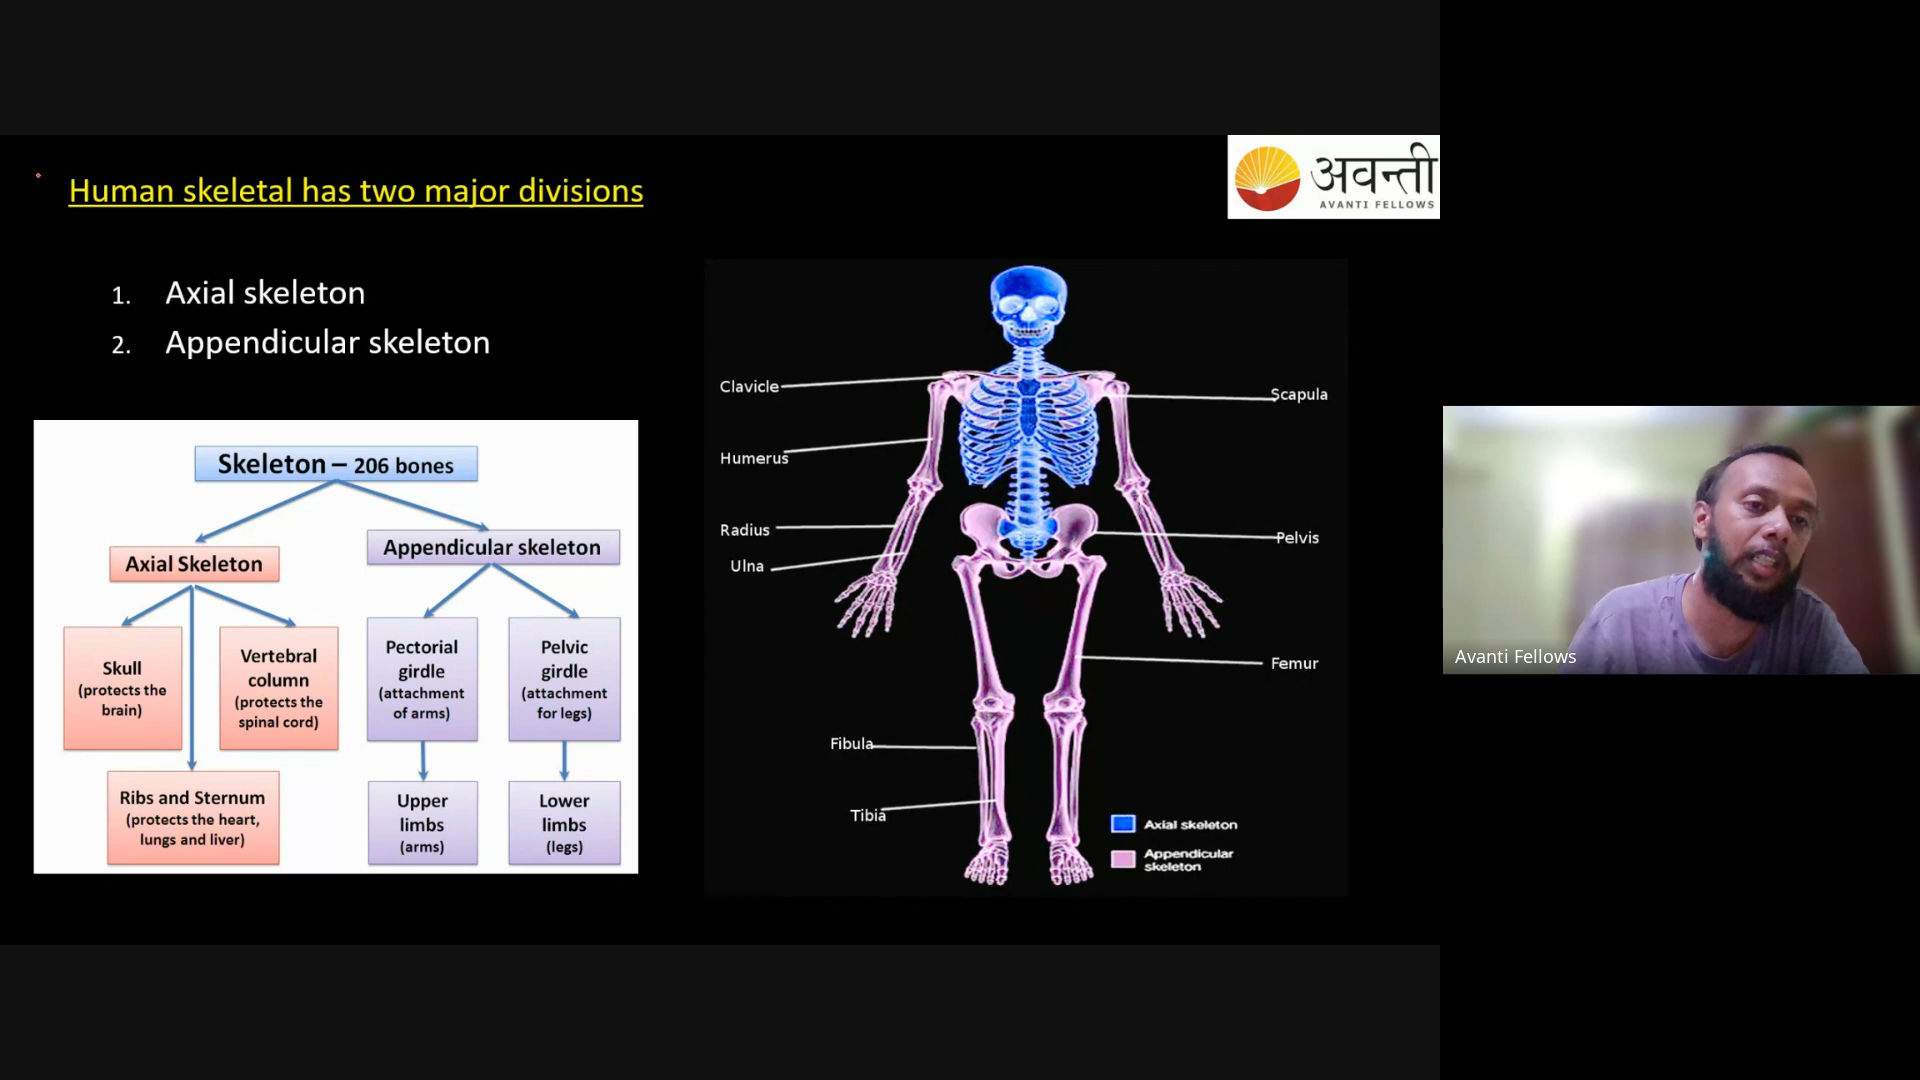 Human skeletal has two major divisions
अवन्ती
AVANTI FELLOWS
1. Axial skeleton
2. Appendicular skeleton
Skeleton – 206 bones
Axial Skeleton
Appendicular skeleton
Skull
(protects the
brain)
Vertebral
column
(protects the
spinal cord)
Ribs and Sternum
(protects the heart,
lungs and liver)
Pectorial
girdle
(attachment
of arms)
Pelvic
girdle
(attachment
for legs)
Upper
limbs
(arms)
Lower
limbs
(legs)
Clavicle
Scapula
Humerus
Radius
Pelvis
Ulna
Femur
Fibula
Tibia
Axial skeleton
Appendicular
skeleton
Avanti Fellows